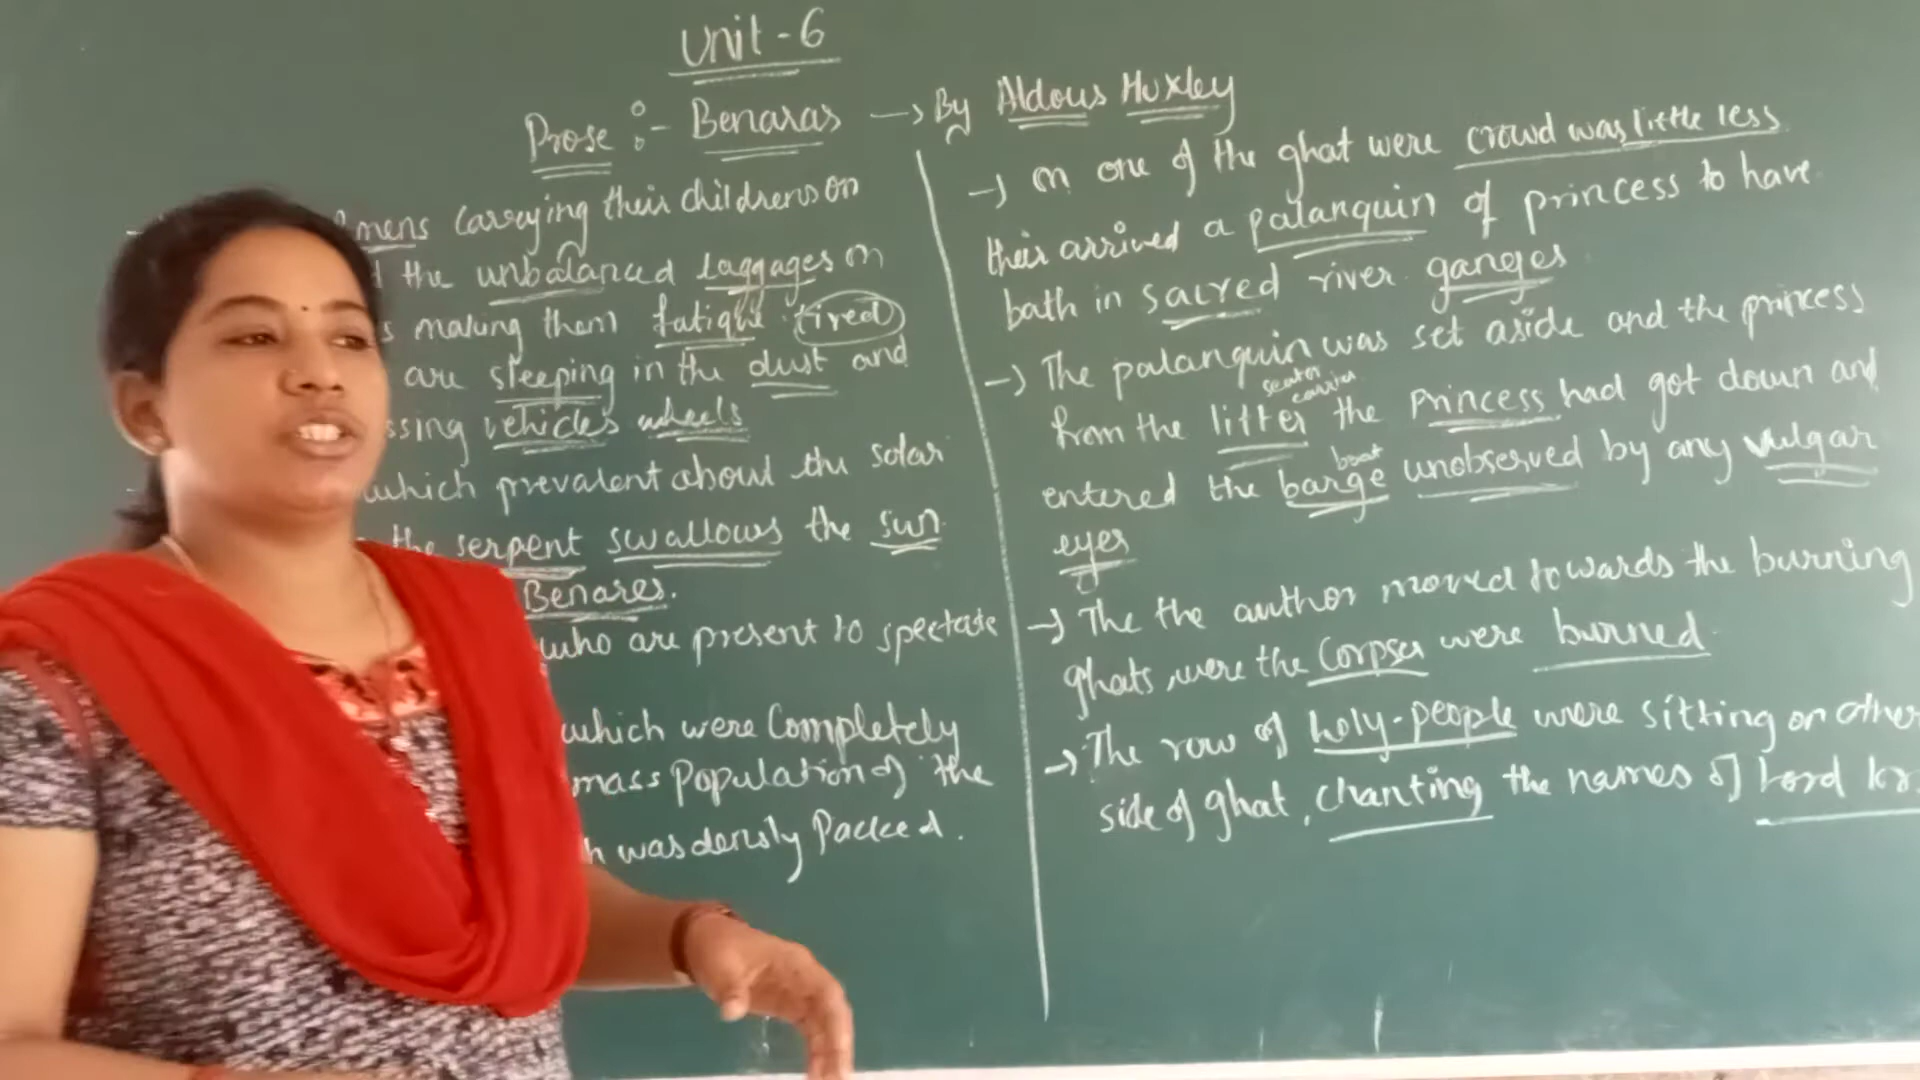 Unit - 6
Prose :- Benaras → By Aldous Huxley
mens carrying their childrens on
the unbalanced laggages on
making them fatigue tired
are sleeping in the dust and
ssing vehicles wheels
which prevalent about the solar
the serpent swallows the sun
Benares.
who are present to spectate
which were completely
mass population of the
h was densly packed.
→ on one of the ghat were crowd was little less
their arrived a palanquin of princess to have
bath in sacred river ganges
→ The palanquin was set aside and the princess
seator carrier
from the litter the princess had got down and
boat
entered the barge unobserved by any vulgar
eyes
→ The the author moved towards the burning
ghats, were the corpses were burned.
→ The row of holy-people were sitting on other
side of ghat, chanting the names of Lord kr